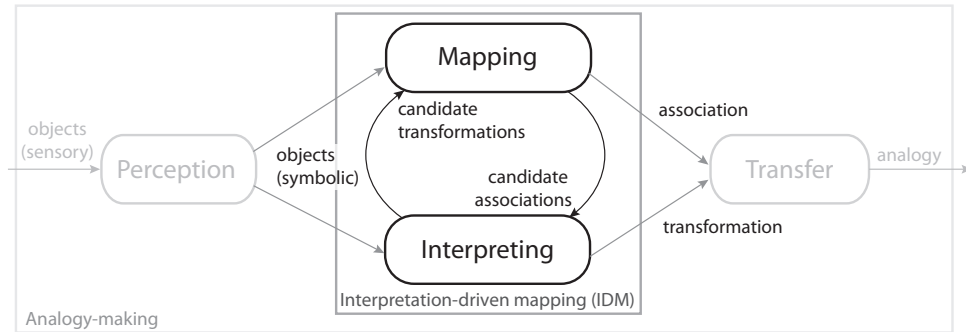 Mapping
candidate
transformations
association
objects
(sensory)
Perception
objects
(symbolic)
Transfer
analogy
candidate
associations
transformation
Interpreting
Interpretation-driven mapping (IDM)
Analogy-making